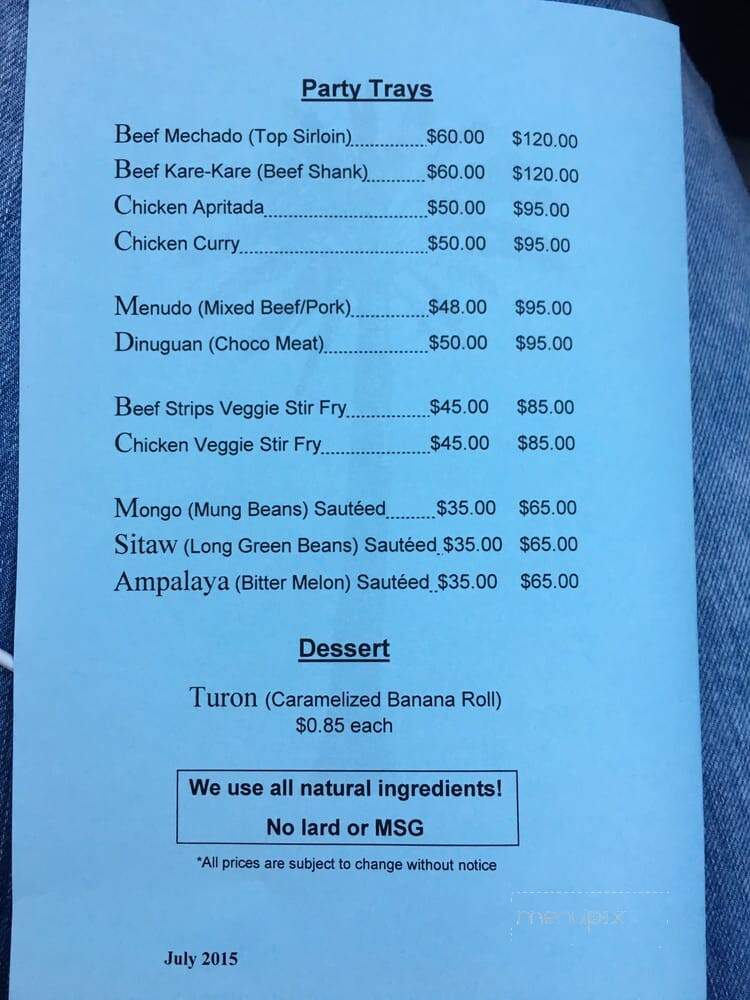 Party Trays
Beef Mechado (Top Sirloin) $60.00 $120.00
Beef Kare-Kare (Beef Shank) $60.00 $120.00
Chicken Apritada $50.00 $95.00
Chicken Curry $50.00 $95.00
Menudo (Mixed Beef/Pork) $48.00 $95.00
Dinuguan (Choco Meat) $50.00 $95.00
Beef Strips Veggie Stir Fry $45.00 $85.00
Chicken Veggie Stir Fry $45.00 $85.00
Mongo (Mung Beans) Sautéed $35.00 $65.00
Sitaw (Long Green Beans) Sautéed $35.00 $65.00
Ampalaya (Bitter Melon) Sautéed $35.00 $65.00
Dessert
Turon (Caramelized Banana Roll)
$0.85 each
We use all natural ingredients!
No lard or MSG
*All prices are subject to change without notice
menupix
July 2015